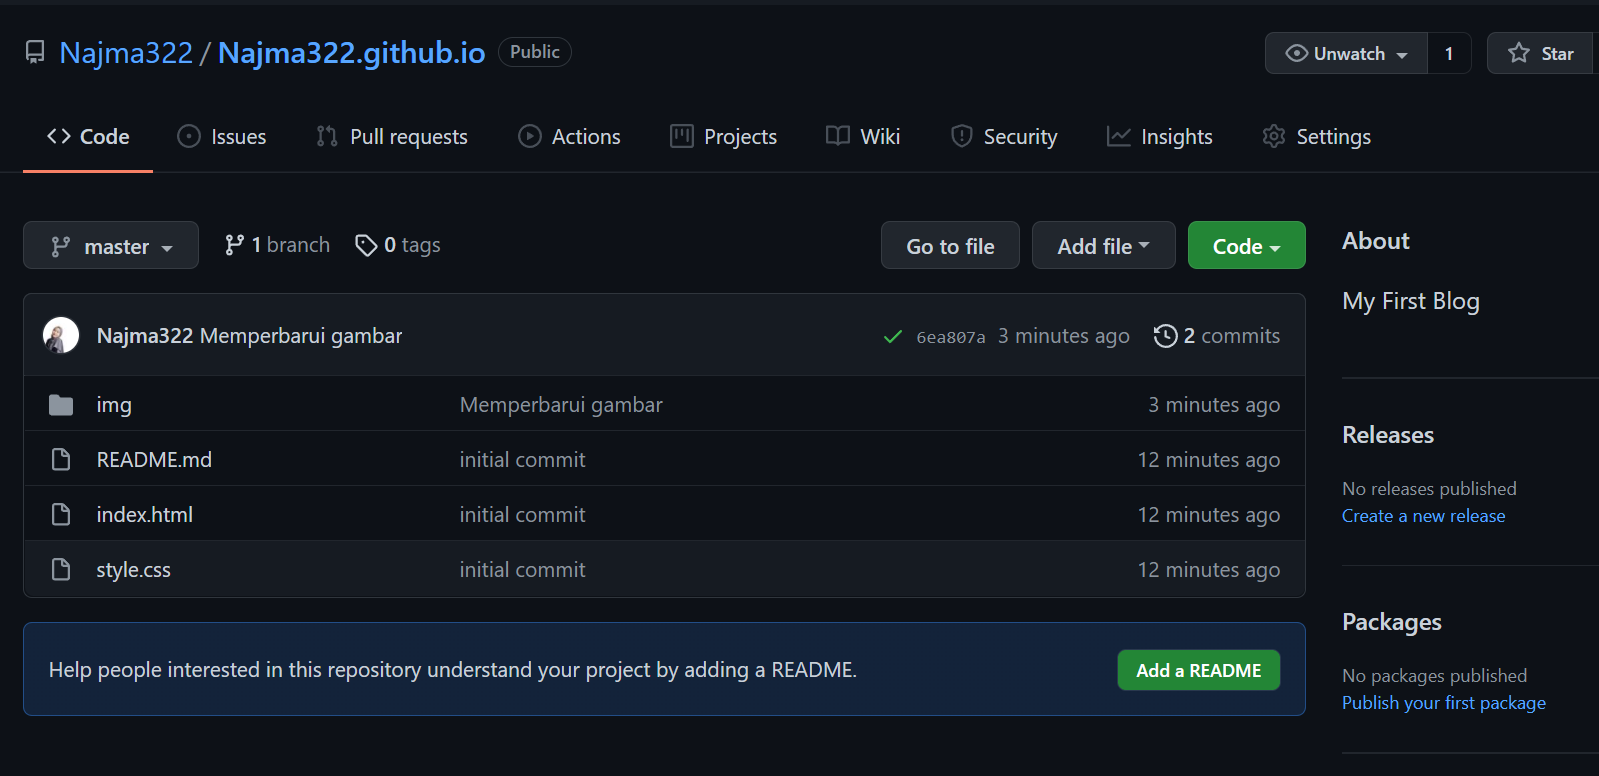 Najma322 / Najma322.github.io Public
Unwatch 1 Star
Code Issues Pull requests Actions Projects Wiki Security Insights Settings
master 1 branch 0 tags Go to file Add file Code
Najma322 Memperbarui gambar 6ea807a 3 minutes ago 2 commits
img Memperbarui gambar 3 minutes ago
README.md initial commit 12 minutes ago
index.html initial commit 12 minutes ago
style.css initial commit 12 minutes ago
Help people interested in this repository understand your project by adding a README. Add a README
About
My First Blog
Releases
No releases published
Create a new release
Packages
No packages published
Publish your first package